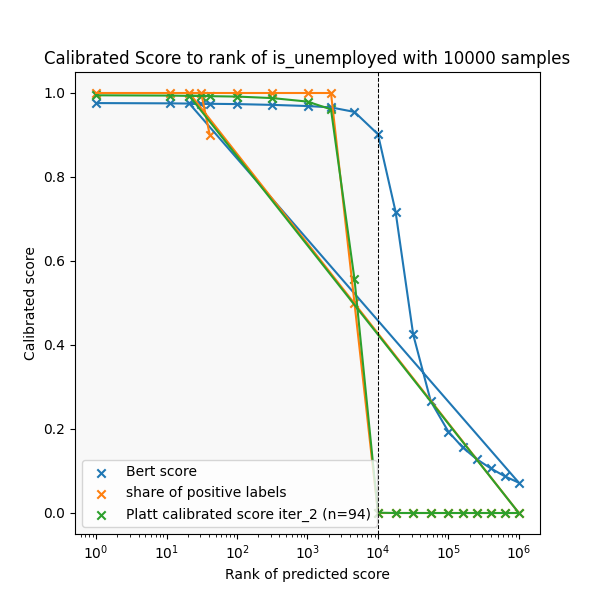 Calibrated Score to rank of is_unemployed with 10000 samples
Calibrated score
1.0
0.8
0.6
0.4
0.2
0.0
Bert score
share of positive labels
Platt calibrated score iter_2 (n=94)
10⁰
10¹
10²
10³
10⁴
10⁵
10⁶
Rank of predicted score